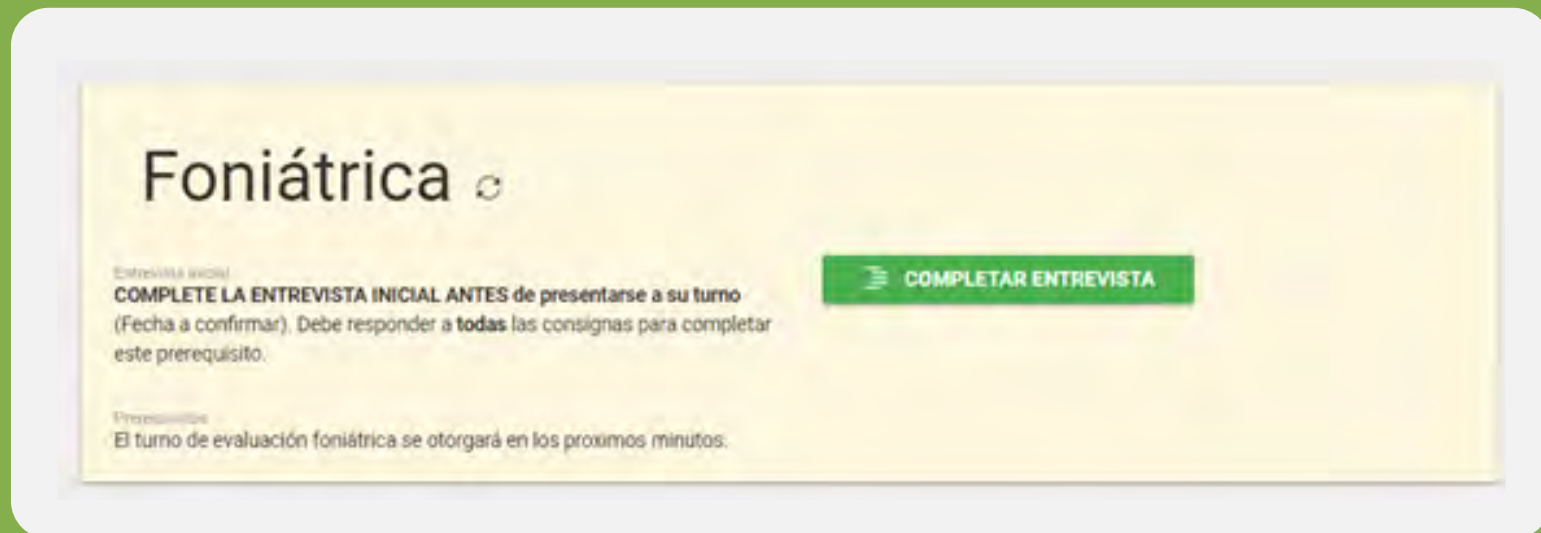 Foniátrica
Entrevista inicial
COMPLETE LA ENTREVISTA INICIAL ANTES de presentarse a su turno
(Fecha a confirmar). Debe responder a todas las consignas para completar
este prerequisito.
COMPLETAR ENTREVISTA
Prerequisitos
El turno de evaluación foniátrica se otorgará en los proximos minutos.